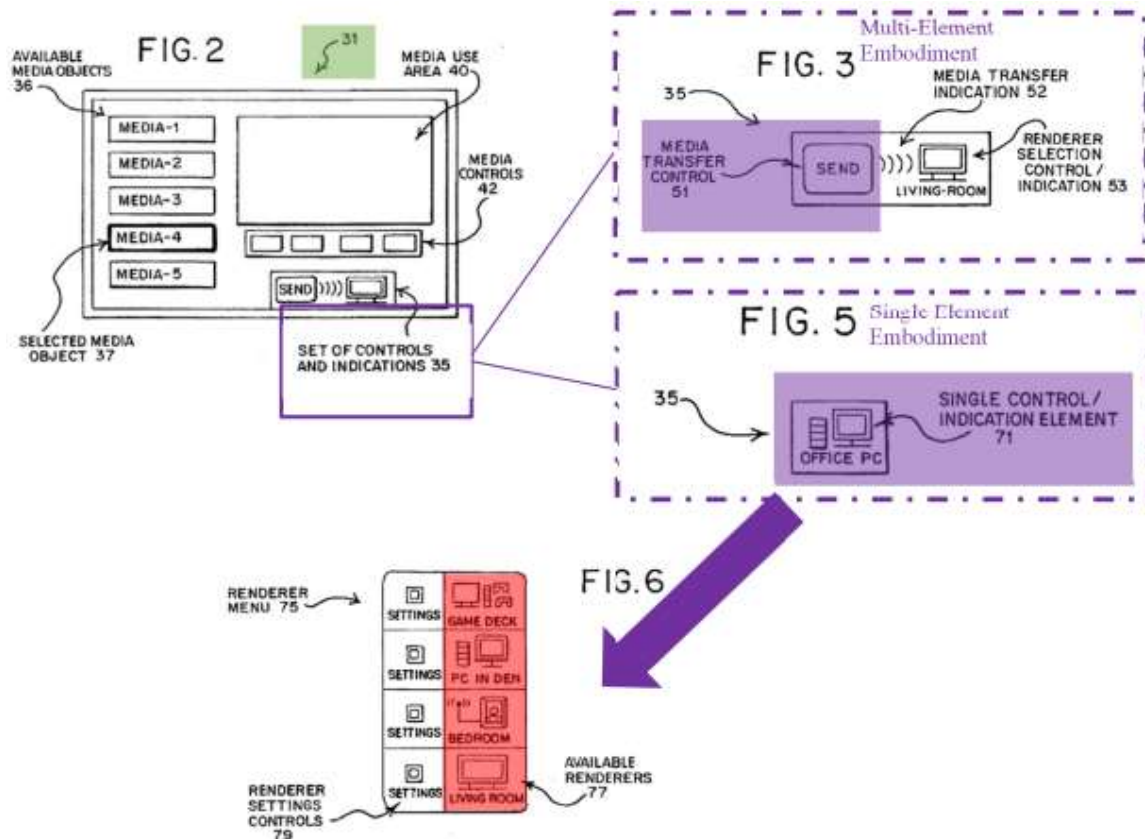 FIG. 2
31
AVAILABLE
MEDIA OBJECTS
36
MEDIA USE
AREA 40
MEDIA-1
MEDIA-2
MEDIA-3
MEDIA-4
MEDIA-5
MEDIA
CONTROLS
42
SEND
SELECTED MEDIA
OBJECT 37
SET OF CONTROLS
AND INDICATIONS 35
Multi-Element
Embodiment
FIG. 3
35
MEDIA TRANSFER
INDICATION 52
MEDIA
TRANSFER
CONTROL
51
SEND
LIVING-ROOM
RENDERER
SELECTION
CONTROL/
INDICATION 53
FIG. 5
Single Element
Embodiment
35
SINGLE CONTROL/
INDICATION ELEMENT
71
OFFICE PC
FIG.6
RENDERER
MENU 75
SETTINGS
GAME DECK
SETTINGS
PC IN DEN
SETTINGS
BEDROOM
SETTINGS
LIVING ROOM
AVAILABLE
RENDERERS
77
RENDERER
SETTINGS
CONTROLS
79